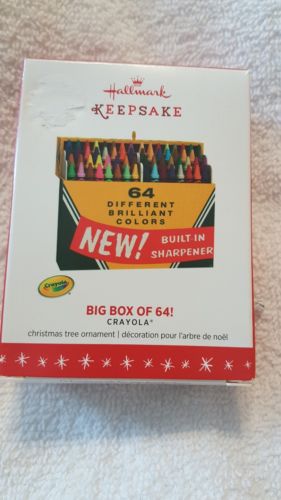 Hallmark
KEEPSAKE
64
DIFFERENT
BRILLIANT
COLORS
NEW! BUILT IN
SHARPENER
Crayola
BIG BOX OF 64!
CRAYOLA®
christmas tree ornament | décoration pour l'arbre de noël